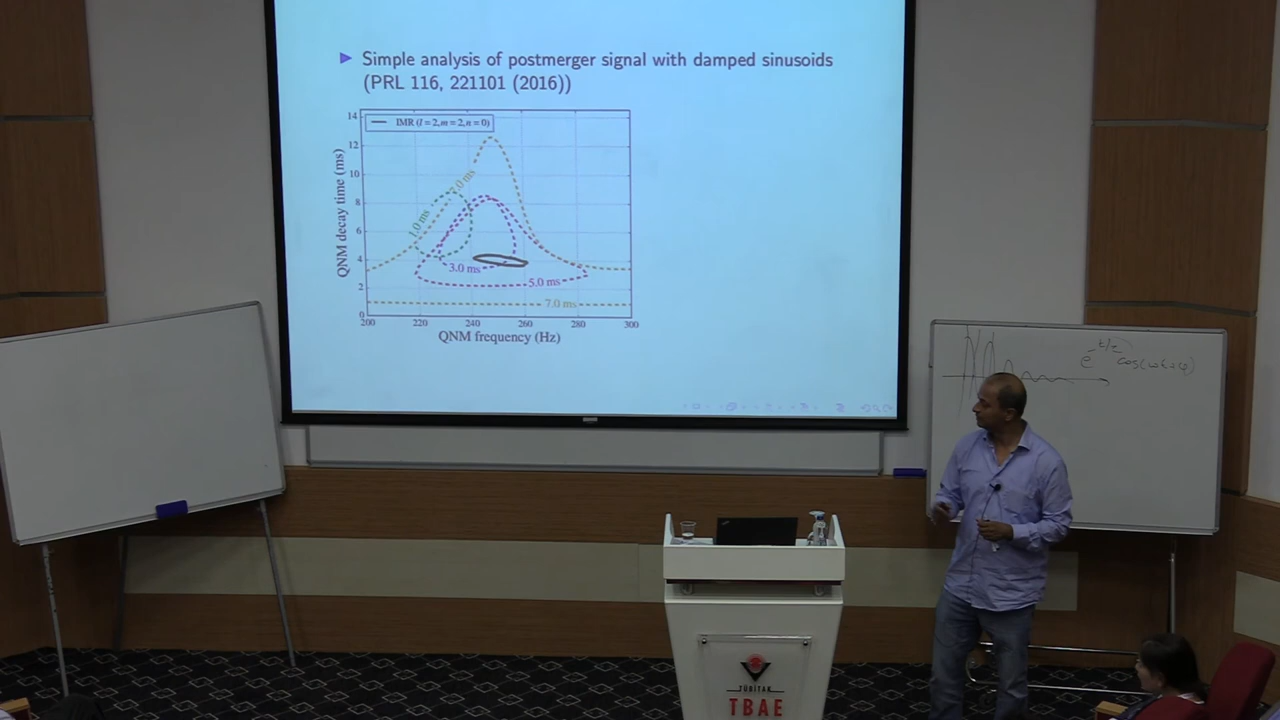 ▶ Simple analysis of postmerger signal with damped sinusoids
(PRL 116, 221101 (2016))
IMR (l = 2, m = 2, n = 0)
QNM decay time (ms)
14
12
10
8
6
4
2
0
1.0 ms
7.0 ms
3.0 ms
5.0 ms
7.0 ms
200 220 240 260 280 300
QNM frequency (Hz)
e^{-t/τ} cos(ωt+φ)
TÜBİTAK
TBAE